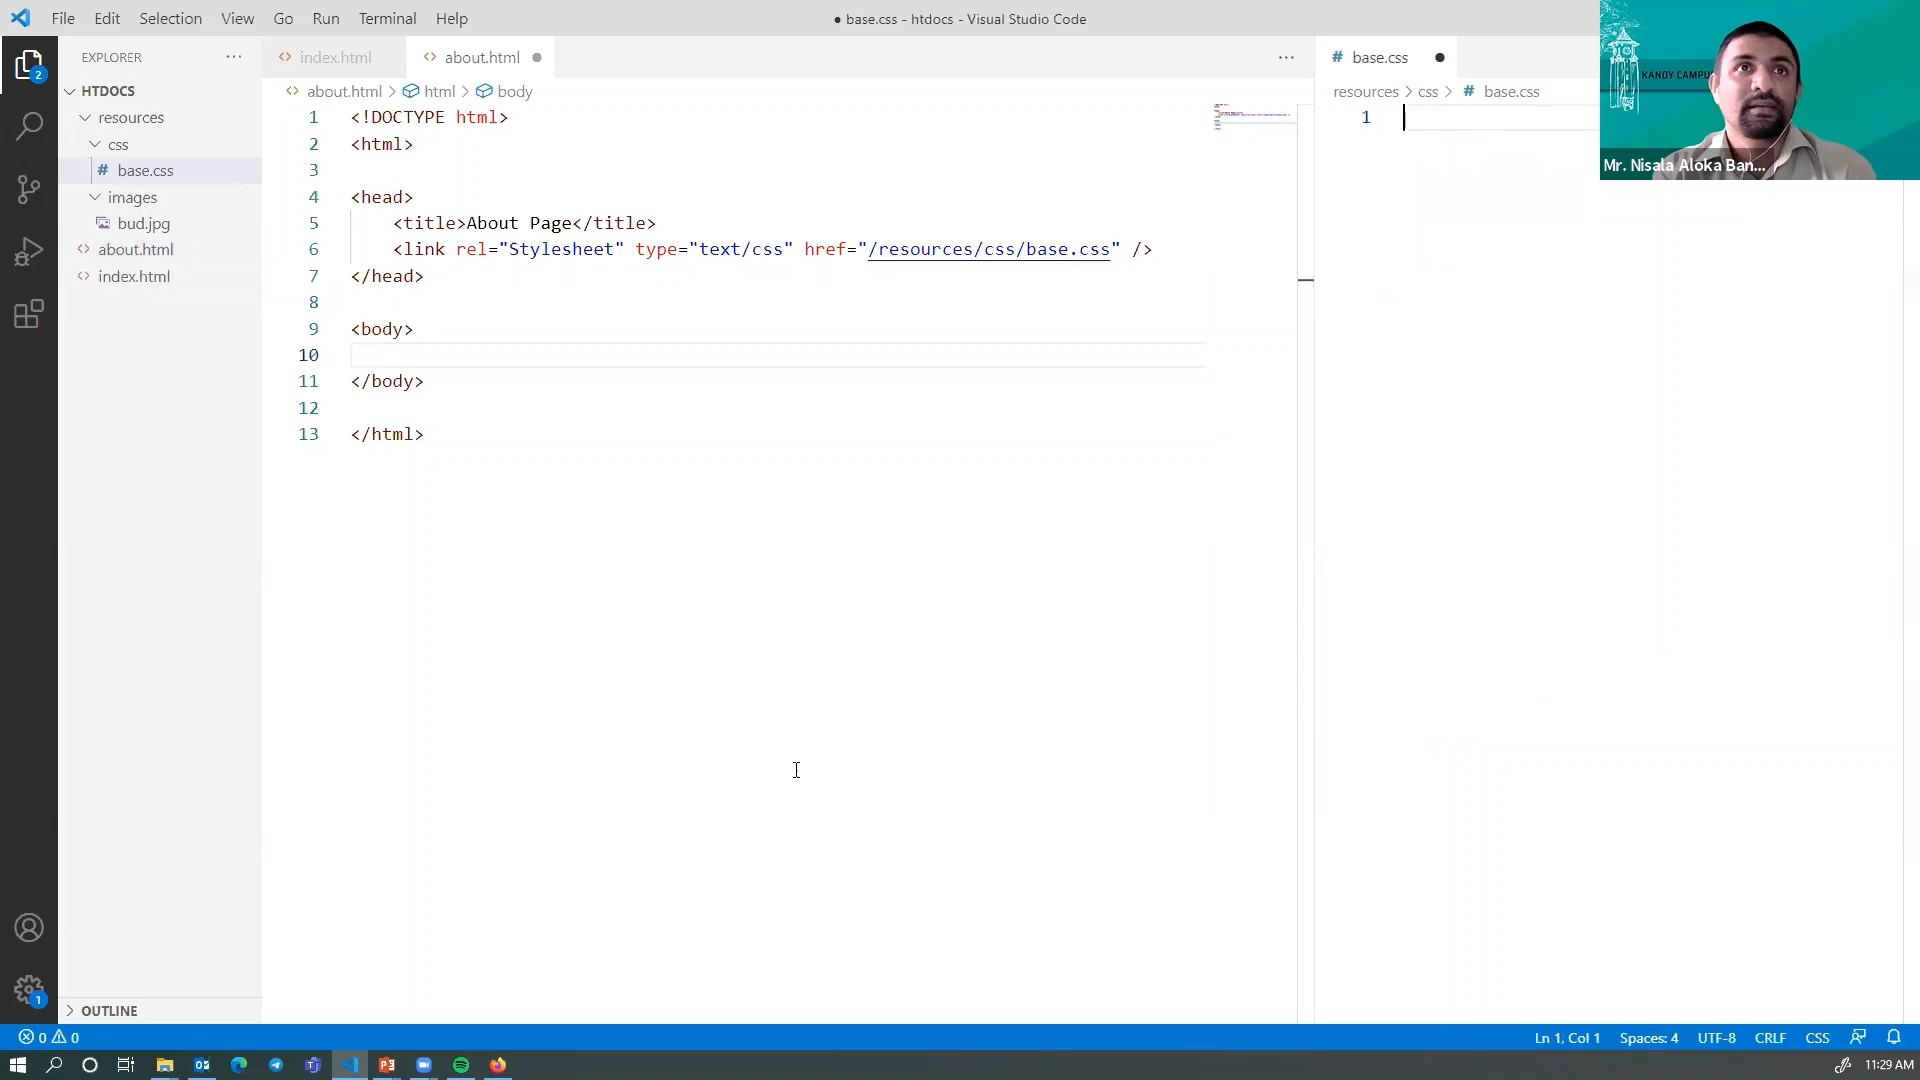 File Edit Selection View Go Run Terminal Help
● base.css - htdocs - Visual Studio Code
EXPLORER
HTDOCS
resources
css
# base.css
images
bud.jpg
<> about.html
<> index.html
OUTLINE
<> index.html
<> about.html ●
<> about.html > html > body
1 <!DOCTYPE html>
2 <html>
3
4 <head>
5 <title>About Page</title>
6 <link rel="Stylesheet" type="text/css" href="/resources/css/base.css" />
7 </head>
8
9 <body>
10
11 </body>
12
13 </html>
# base.css ●
resources > css > # base.css
1
KANDY CAMPU
Mr. Nisala Aloka Ban...
2
1
0 0
Ln 1, Col 1 Spaces: 4 UTF-8 CRLF CSS
11:29 AM